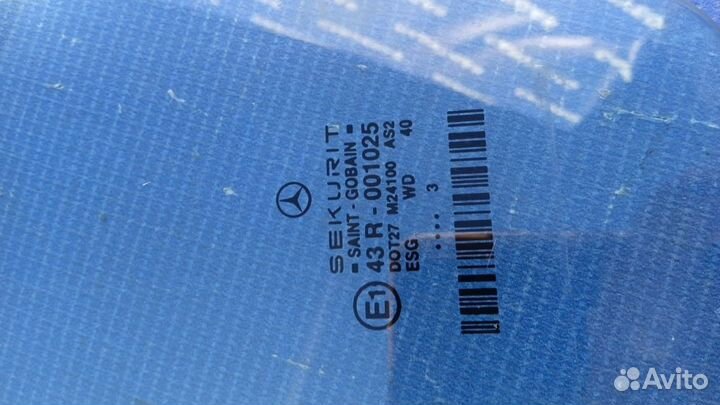 SEKURIT
SAINT-GOBAIN
E1 43 R - 001025
DOT27 M24100 AS2
ESG WD 40
.... 3
Avito